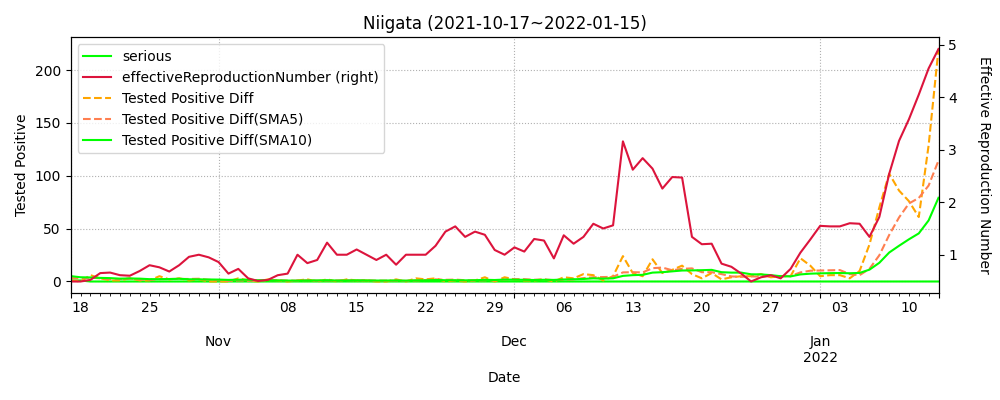 Niigata (2021-10-17~2022-01-15)
serious
effectiveReproductionNumber (right)
Tested Positive Diff
Tested Positive Diff(SMA5)
Tested Positive Diff(SMA10)
Tested Positive
200
150
100
50
0
5
4
3
2
1
Effective Reproduction Number
18 25 08 15 22 29 06 13 20 27 03 10
Nov Dec Jan
2022
Date